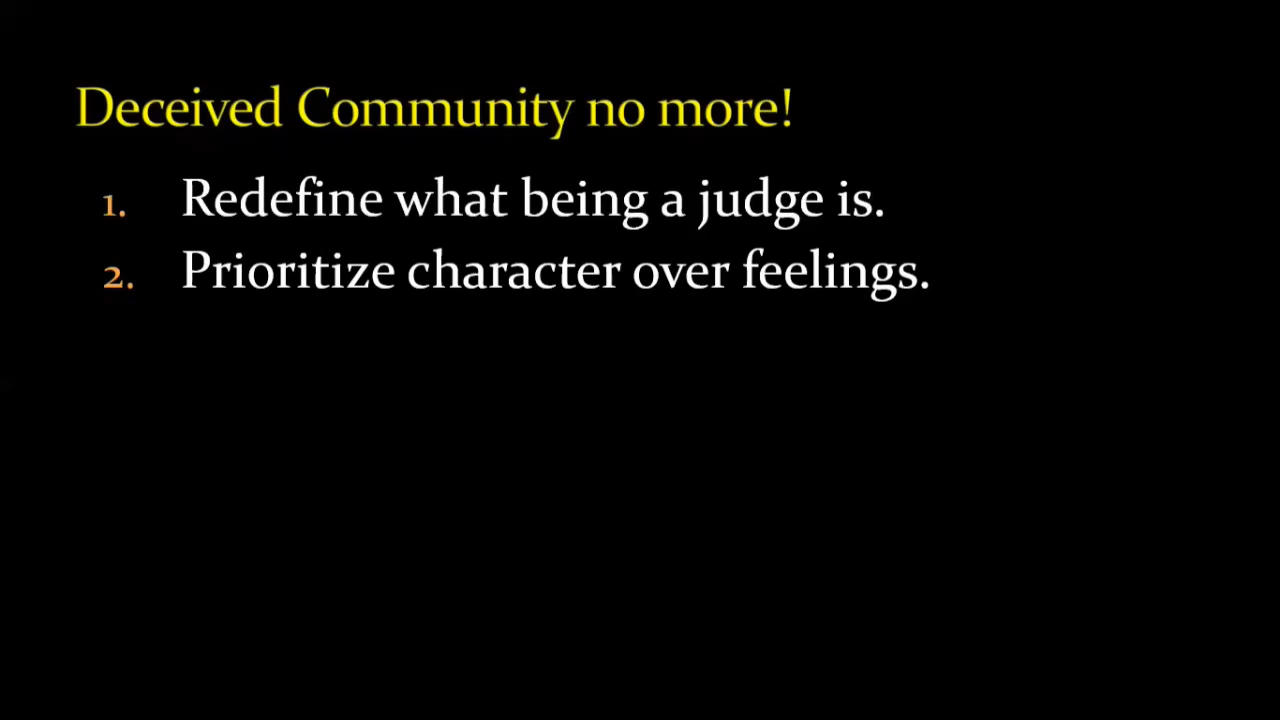 Deceived Community no more!
1. Redefine what being a judge is.
2. Prioritize character over feelings.